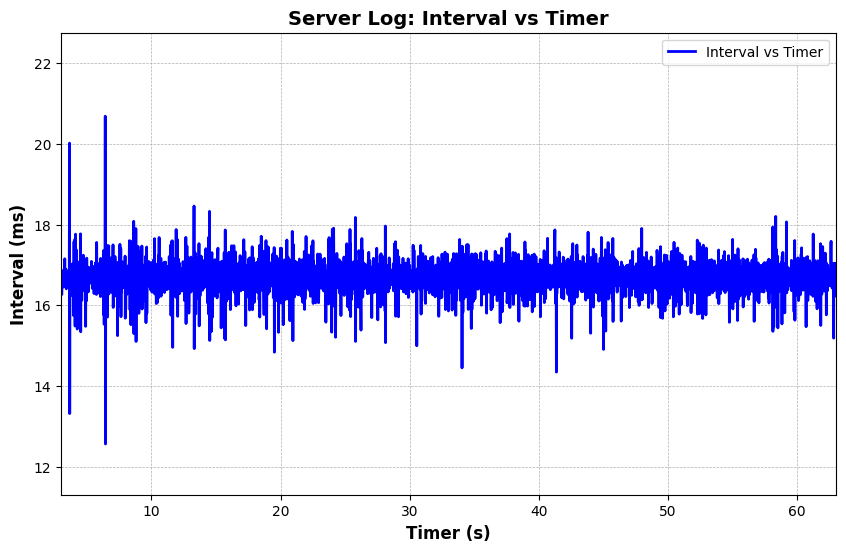 Server Log: Interval vs Timer
Interval vs Timer
Interval (ms)
22
20
18
16
14
12
10 20 30 40 50 60
Timer (s)